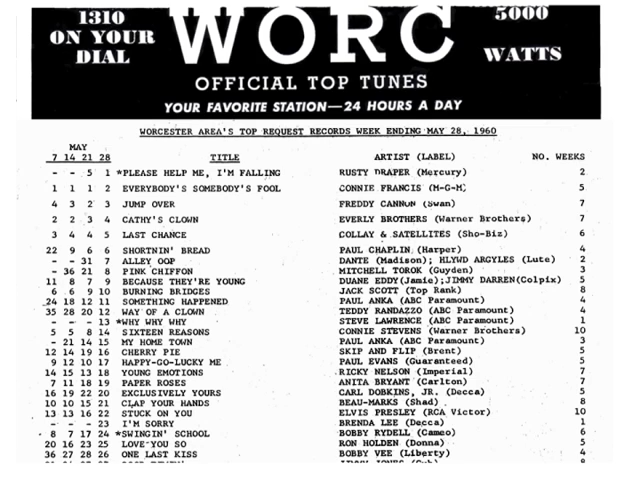 1310
ON YOUR
DIAL
WORC
5000
WATTS
OFFICIAL TOP TUNES
YOUR FAVORITE STATION—24 HOURS A DAY
WORCESTER AREA'S TOP REQUEST RECORDS WEEK ENDING MAY 28, 1960
MAY
7 14 21 28 TITLE ARTIST (LABEL) NO. WEEKS
- - 5 1 *PLEASE HELP ME, I'M FALLING RUSTY DRAPER (Mercury) 2
1 1 1 2 EVERYBODY'S SOMEBODY'S FOOL CONNIE FRANCIS (M-G-M) 5
4 3 2 3 JUMP OVER FREDDY CANNON (Swan) 7
2 2 3 4 CATHY'S CLOWN EVERLY BROTHERS (Warner Brothers) 7
3 4 4 5 LAST CHANCE COLLAY & SATELLITES (Sho-Biz) 6
22 9 6 6 SHORTNIN' BREAD PAUL CHAPLIN (Harper) 4
- - 31 7 ALLEY OOP DANTE (Madison); HLYWD ARGYLES (Lute) 2
- 36 21 8 PINK CHIFFON MITCHELL TOROK (Guyden) 3
11 8 7 9 BECAUSE THEY'RE YOUNG DUANE EDDY(Jamie);JIMMY DARREN(Colpix) 5
6 6 9 10 BURNING BRIDGES JACK SCOTT (Top Rank) 8
24 18 12 11 SOMETHING HAPPENED PAUL ANKA (ABC Paramount) 4
35 28 20 12 WAY OF A CLOWN TEDDY RANDAZZO (ABC Paramount) 4
- - - 13 *WHY WHY WHY STEVE LAWRENCE (ABC Paramount) 1
5 5 8 14 SIXTEEN REASONS CONNIE STEVENS (Warner Brothers) 10
- 21 14 15 MY HOME TOWN PAUL ANKA (ABC Paramount) 3
12 14 19 16 CHERRY PIE SKIP AND FLIP (Brent) 5
9 12 10 17 HAPPY-GO-LUCKY ME PAUL EVANS (Guaranteed) 5
14 15 13 18 YOUNG EMOTIONS RICKY NELSON (Imperial) 7
7 11 18 19 PAPER ROSES ANITA BRYANT (Carlton) 7
16 19 22 20 EXCLUSIVELY YOURS CARL DOBKINS, JR. (Decca) 5
10 10 15 21 CLAP YOUR HANDS BEAU-MARKS (Shad) 8
13 13 16 22 STUCK ON YOU ELVIS PRESLEY (RCA Victor) 10
- - - 23 I'M SORRY BRENDA LEE (Decca) 1
8 7 17 24 *SWINGIN' SCHOOL BOBBY RYDELL (Cameo) 6
20 16 23 25 LOVE YOU SO RON HOLDEN (Donna) 5
36 27 28 26 ONE LAST KISS BOBBY VEE (Liberty) 4